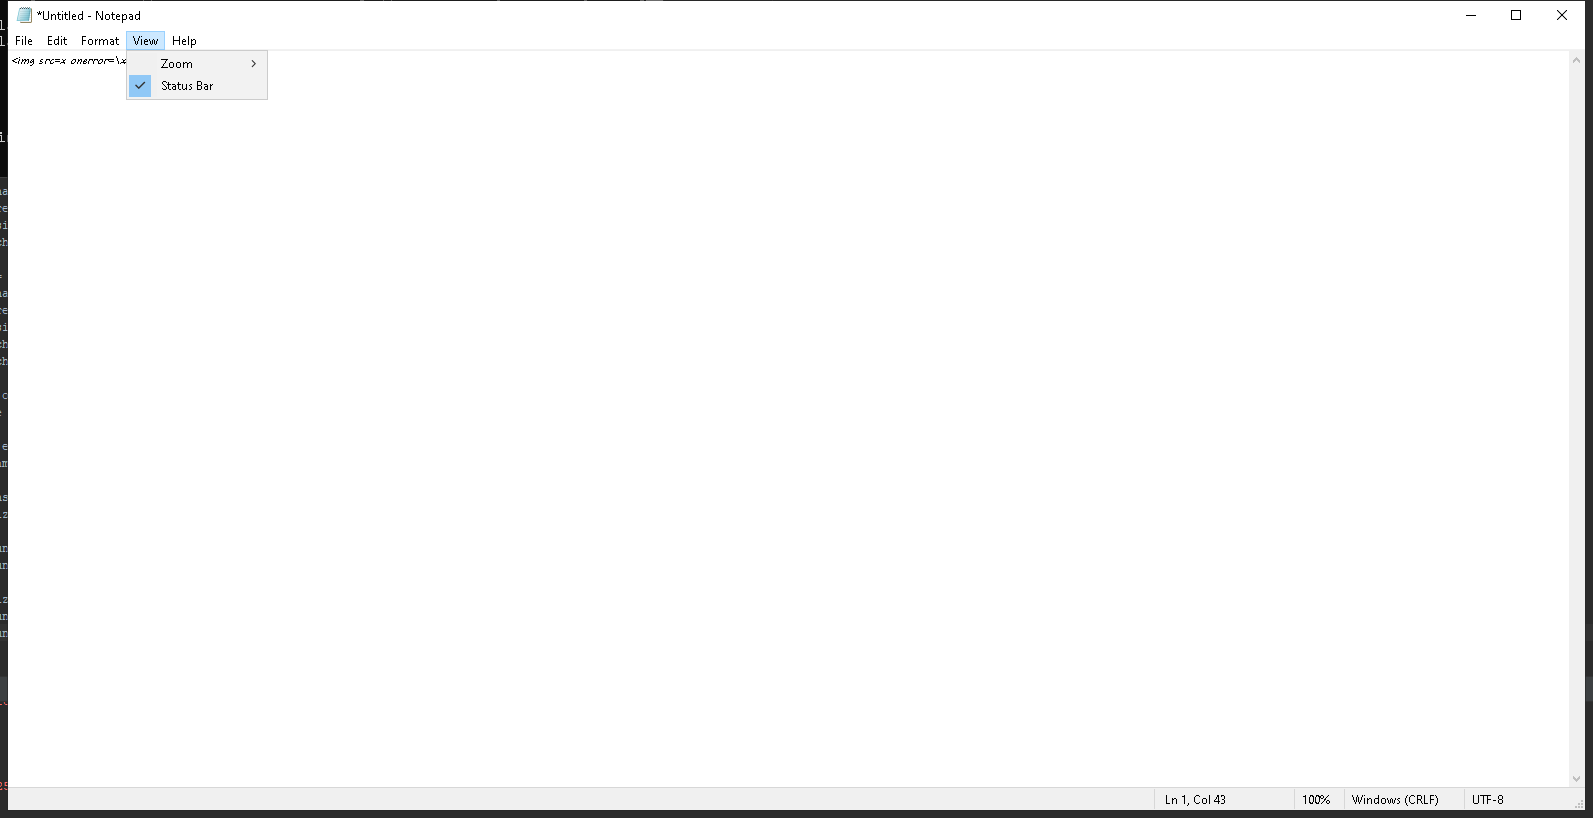 *Untitled - Notepad
File Edit Format View Help
<img src=x onerror=\x
Zoom
Status Bar
Ln 1, Col 43 100% Windows (CRLF) UTF-8